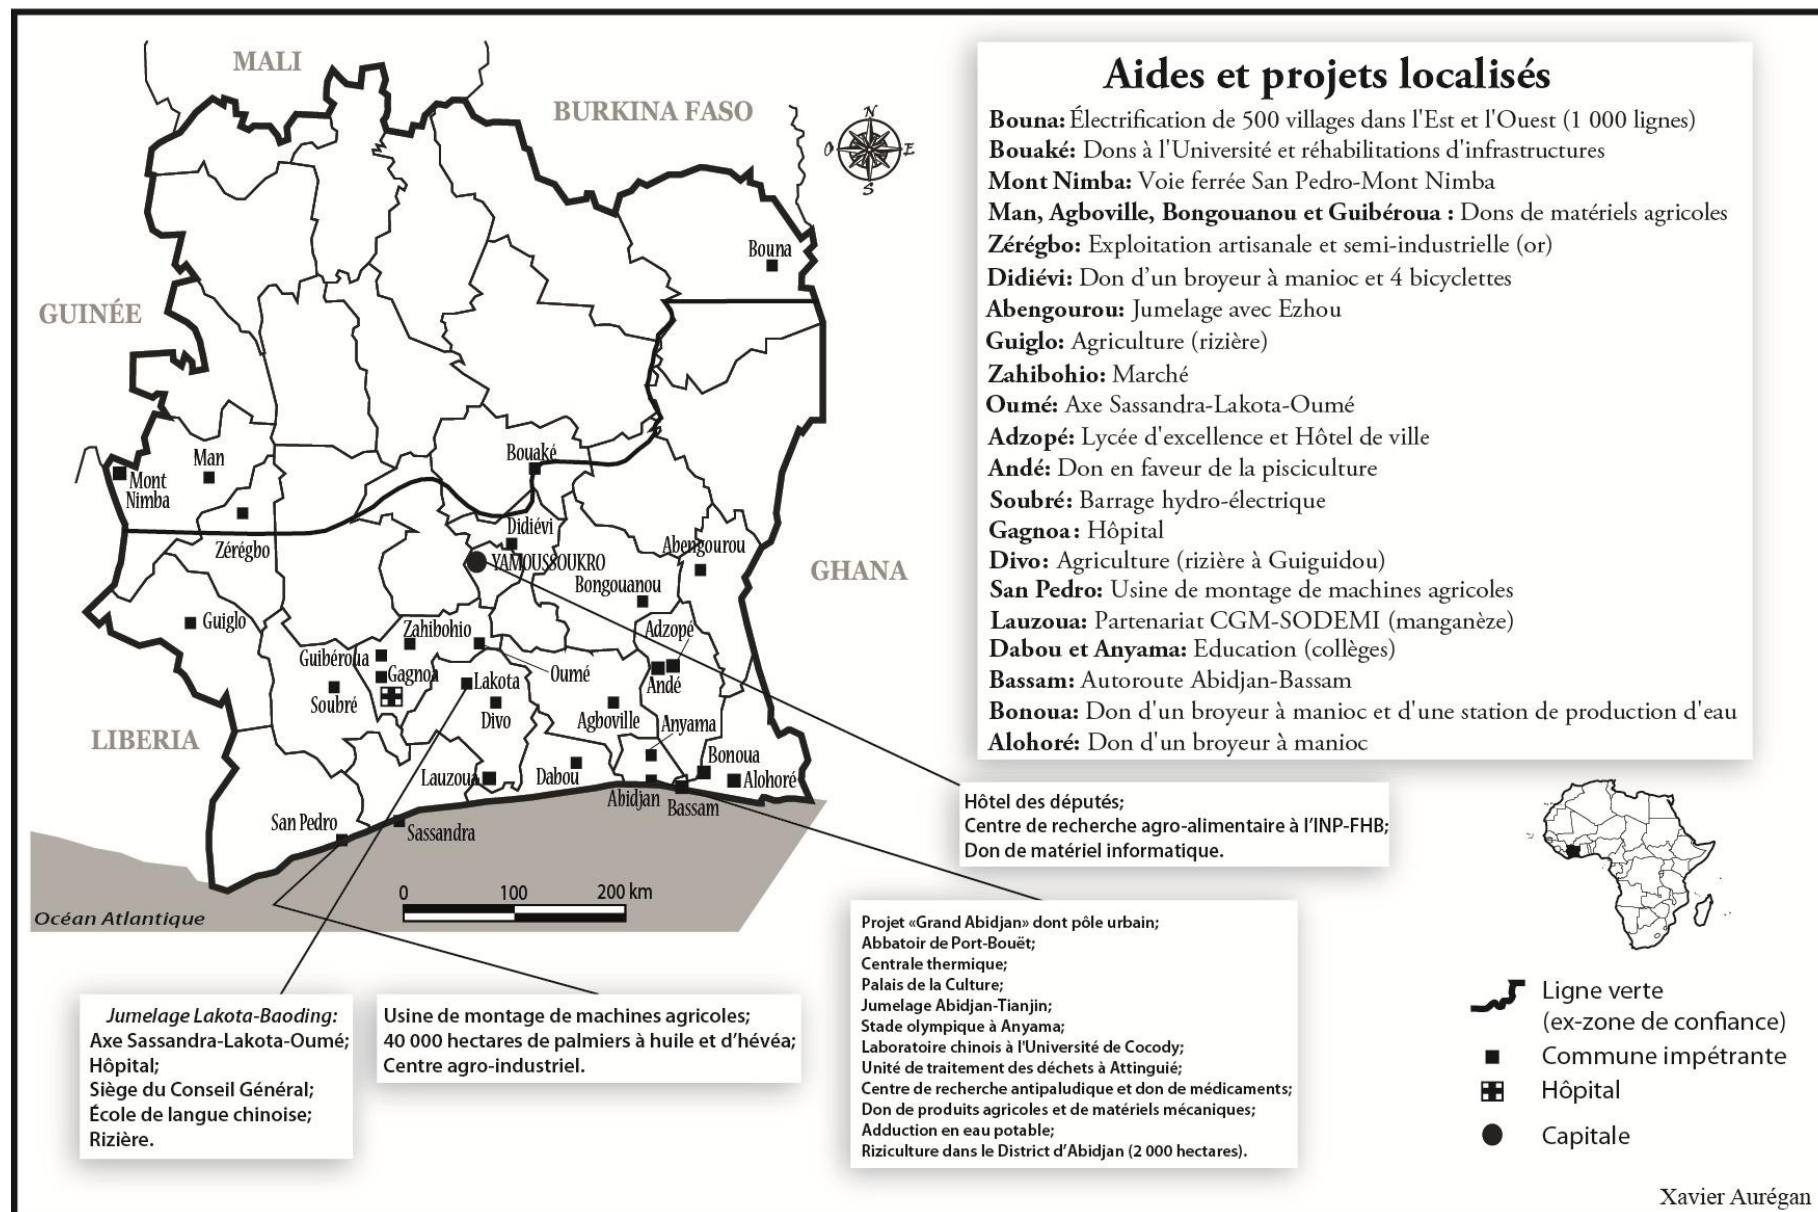 MALI
BURKINA FASO
N
O
E
S
GUINÉE
Bouna
Man
Mont
Nimba
Zérégbo
Bouaké
Didiévi
YAMOUSSOUKRO
Abengourou
Bongouanou
GHANA
Guiglo
Zahibohio
Adzopé
Guibéroua
Gagnoa
Oumé
Soubré
Lakota
Divo
Andé
Agboville
Anyama
LIBERIA
Lauzoua
Dabou
Bonoua
Alohoré
Abidjan
Bassam
San Pedro
Sassandra
0 100 200 km
Océan Atlantique
Aides et projets localisés
Bouna: Électrification de 500 villages dans l'Est et l'Ouest (1 000 lignes)
Bouaké: Dons à l'Université et réhabilitations d'infrastructures
Mont Nimba: Voie ferrée San Pedro-Mont Nimba
Man, Agboville, Bongouanou et Guibéroua : Dons de matériels agricoles
Zérégbo: Exploitation artisanale et semi-industrielle (or)
Didiévi: Don d’un broyeur à manioc et 4 bicyclettes
Abengourou: Jumelage avec Ezhou
Guiglo: Agriculture (rizière)
Zahibohio: Marché
Oumé: Axe Sassandra-Lakota-Oumé
Adzopé: Lycée d'excellence et Hôtel de ville
Andé: Don en faveur de la pisciculture
Soubré: Barrage hydro-électrique
Gagnoa: Hôpital
Divo: Agriculture (rizière à Guiguidou)
San Pedro: Usine de montage de machines agricoles
Lauzoua: Partenariat CGM-SODEMI (manganèze)
Dabou et Anyama: Education (collèges)
Bassam: Autoroute Abidjan-Bassam
Bonoua: Don d'un broyeur à manioc et d'une station de production d'eau
Alohoré: Don d'un broyeur à manioc
Hôtel des députés;
Centre de recherche agro-alimentaire à l’INP-FHB;
Don de matériel informatique.
Projet «Grand Abidjan» dont pôle urbain;
Abbatoir de Port-Bouët;
Centrale thermique;
Palais de la Culture;
Jumelage Abidjan-Tianjin;
Stade olympique à Anyama;
Laboratoire chinois à l'Université de Cocody;
Unité de traitement des déchets à Attinguié;
Centre de recherche antipaludique et don de médicaments;
Don de produits agricoles et de matériels mécaniques;
Adduction en eau potable;
Riziculture dans le District d’Abidjan (2 000 hectares).
Jumelage Lakota-Baoding:
Axe Sassandra-Lakota-Oumé;
Hôpital;
Siège du Conseil Général;
École de langue chinoise;
Rizière.
Usine de montage de machines agricoles;
40 000 hectares de palmiers à huile et d’hévéa;
Centre agro-industriel.
Ligne verte
(ex-zone de confiance)
Commune impétrante
Hôpital
Capitale
Xavier Aurégan